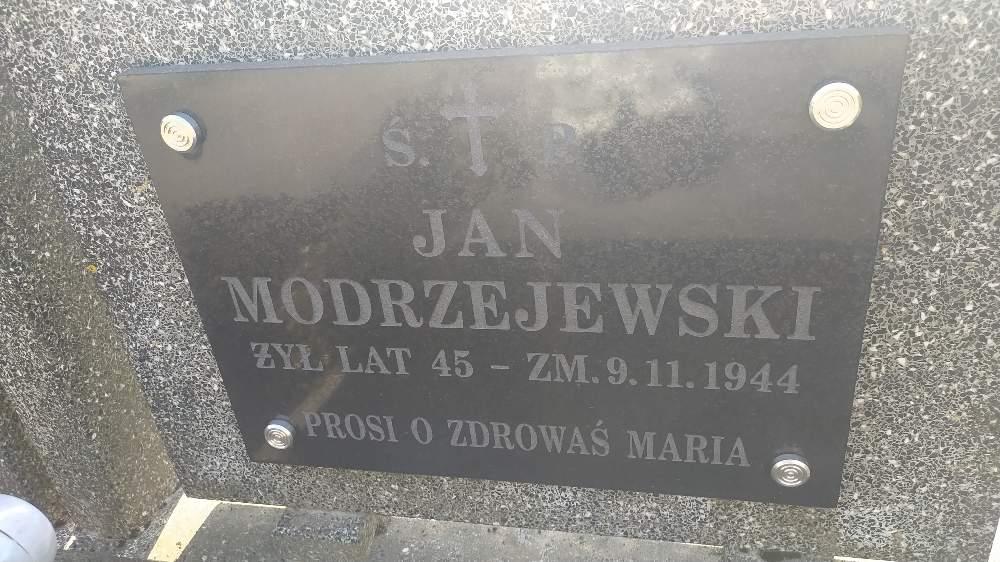 Ś. P.
JAN
MODRZEJEWSKI
ŻYŁ LAT 45 - ZM. 9.11.1944
PROSI O ZDROWAŚ MARIA